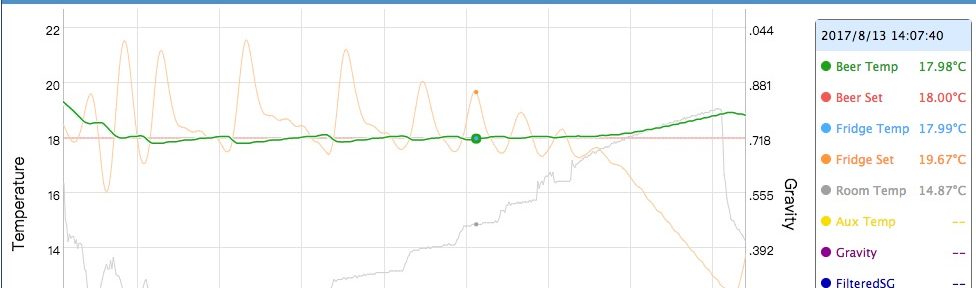 22
20
18
16
14
Temperature
.044
.881
.718
.555
.392
Gravity
2017/8/13 14:07:40
Beer Temp 17.98°C
Beer Set 18.00°C
Fridge Temp 17.99°C
Fridge Set 19.67°C
Room Temp 14.87°C
Aux Temp --
Gravity --
FilteredSG --